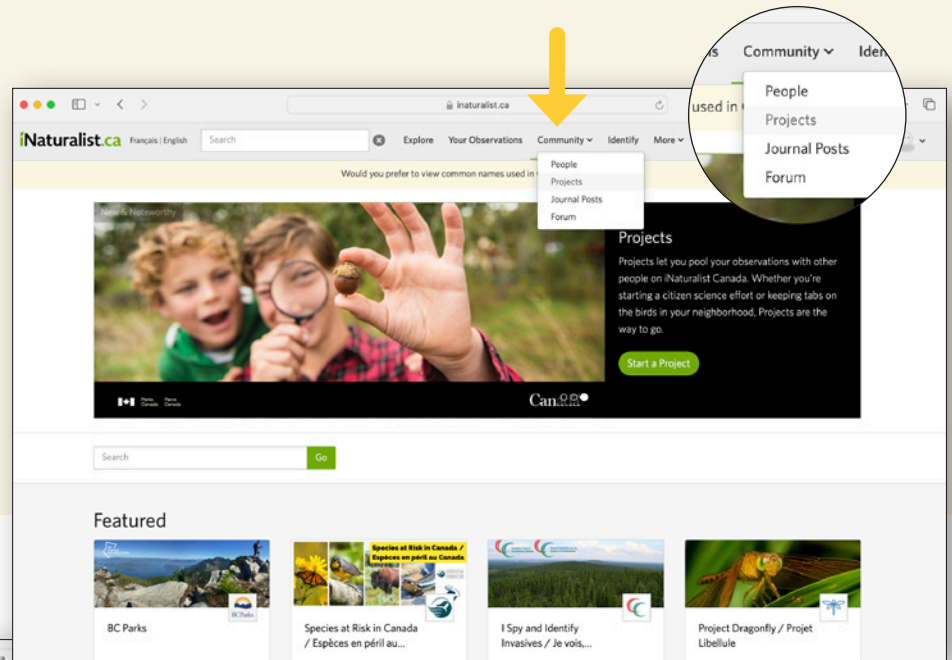 s Community Iden
People
Projects
Journal Posts
Forum
used in
inaturalist.ca
iNaturalist.ca Français | English Search Explore Your Observations Community Identify More
People
Projects
Journal Posts
Forum
Would you prefer to view common names used in
New & Noteworthy
Projects
Projects let you pool your observations with other
people on iNaturalist Canada. Whether you're
starting a citizen science effort or keeping tabs on
the birds in your neighborhood, Projects are the
way to go.
Start a Project
Parks Parcs
Canada Canada
Canada
Search Go
Featured
Species at Risk in Canada /
Espèces en péril au Canada
BC Parks
BC Parks
Species at Risk in Canada
/ Espèces en péril au...
I Spy and Identify
Invasives / Je vois,...
Project Dragonfly / Projet
Libellule